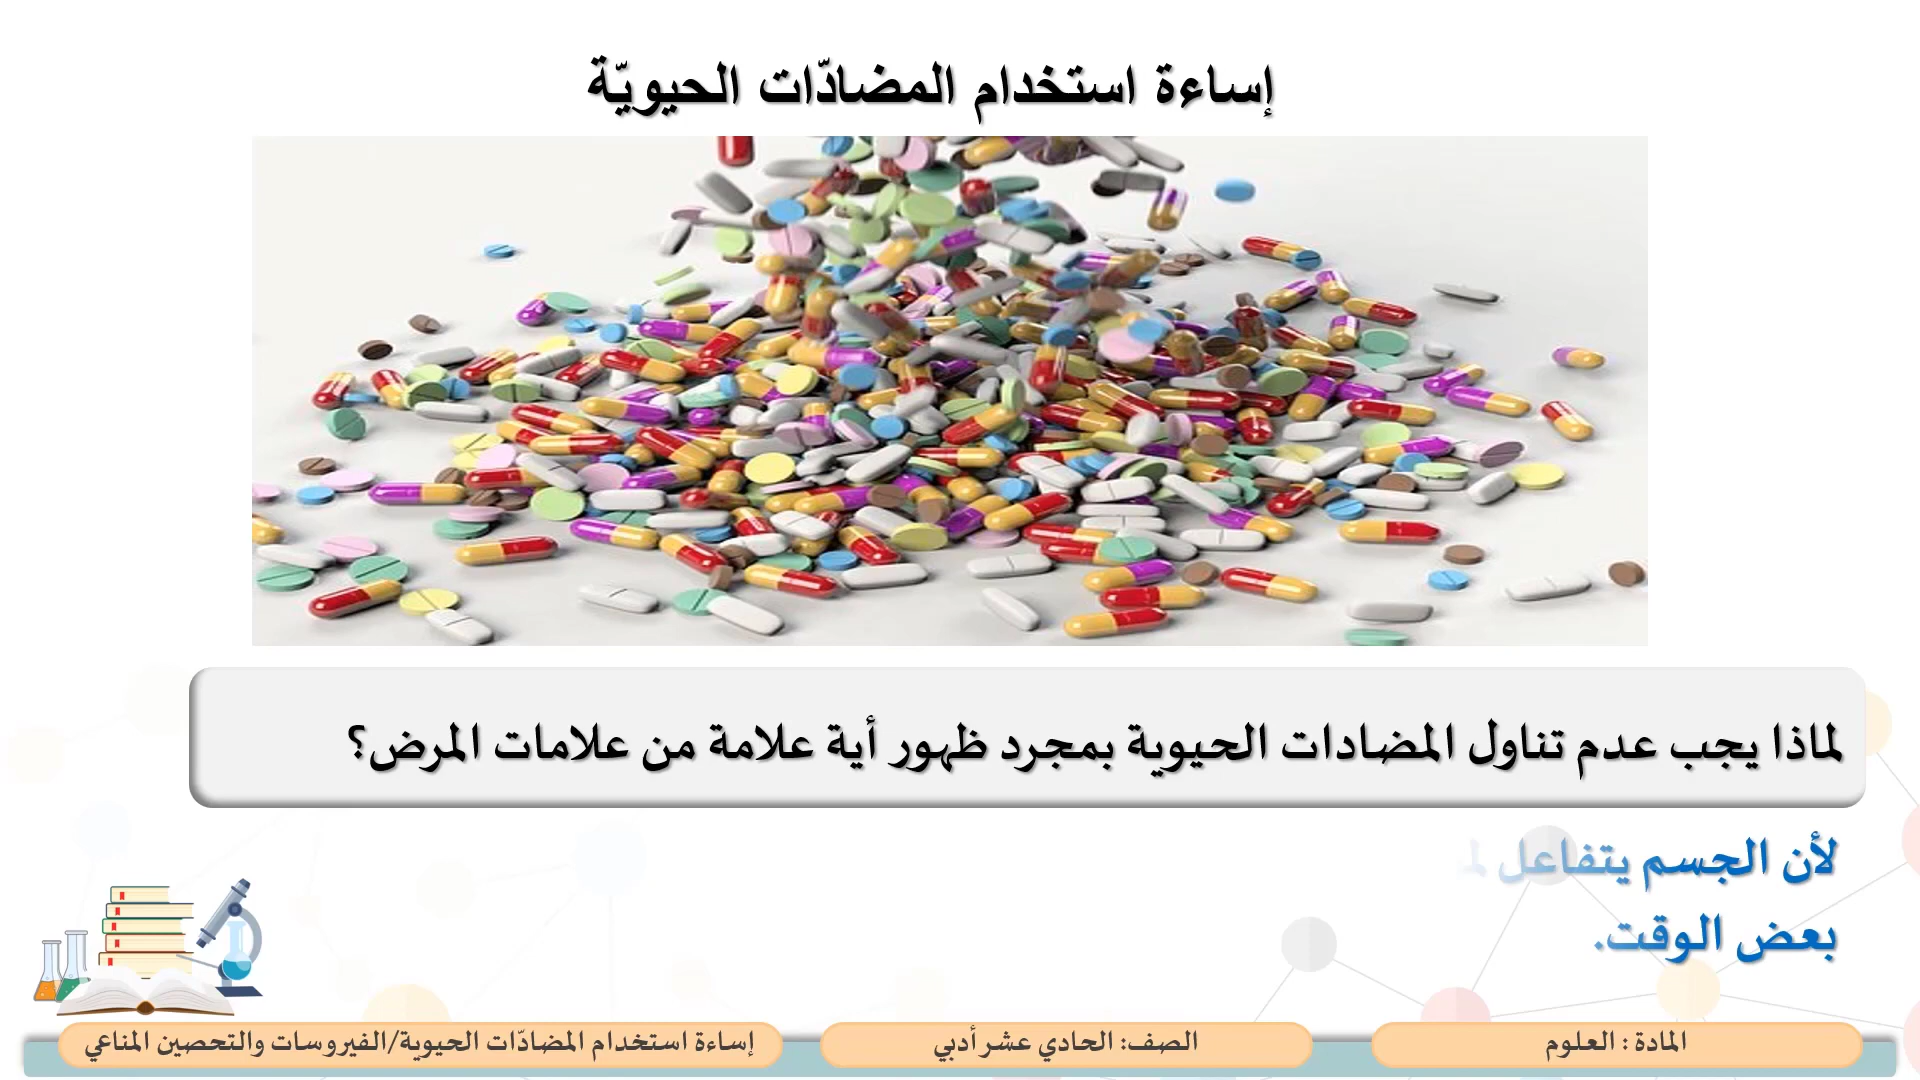 إساءة استخدام المضادّات الحيويّة
لماذا يجب عدم تناول المضادات الحيوية بمجرد ظهور أية علامة من علامات المرض؟
لأن الجسم يتفاعل
بعض الوقت.
المادة : العلوم
الصف: الحادي عشر أدبي
إساءة استخدام المضادّات الحيوية/الفيروسات والتحصين المناعي